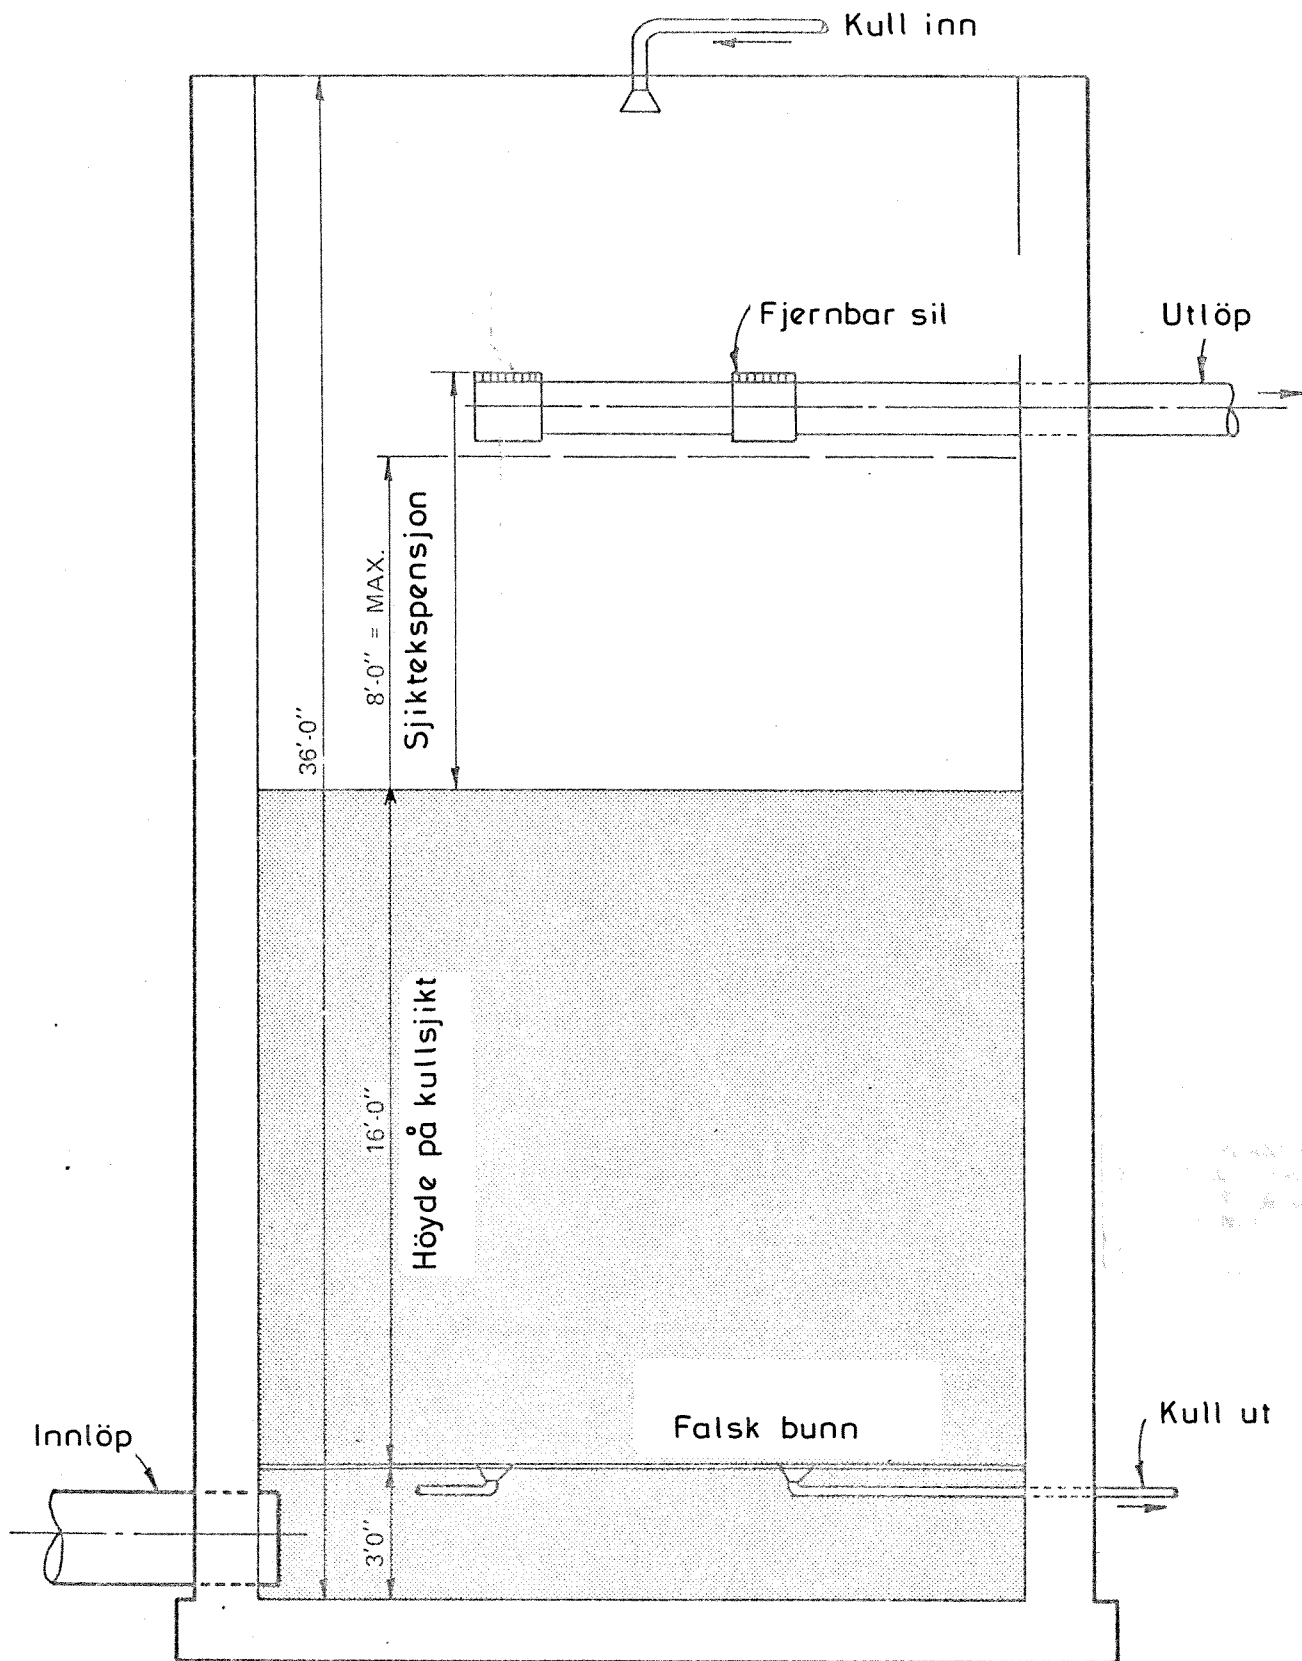 Kull inn
Fjernbar sil
Utlöp
8'-0" = MAX.
Sjiktekspensjon
36'-0"
16'-0"
Höyde på kullsjikt
Falsk bunn
Kull ut
Innlöp
3'0"